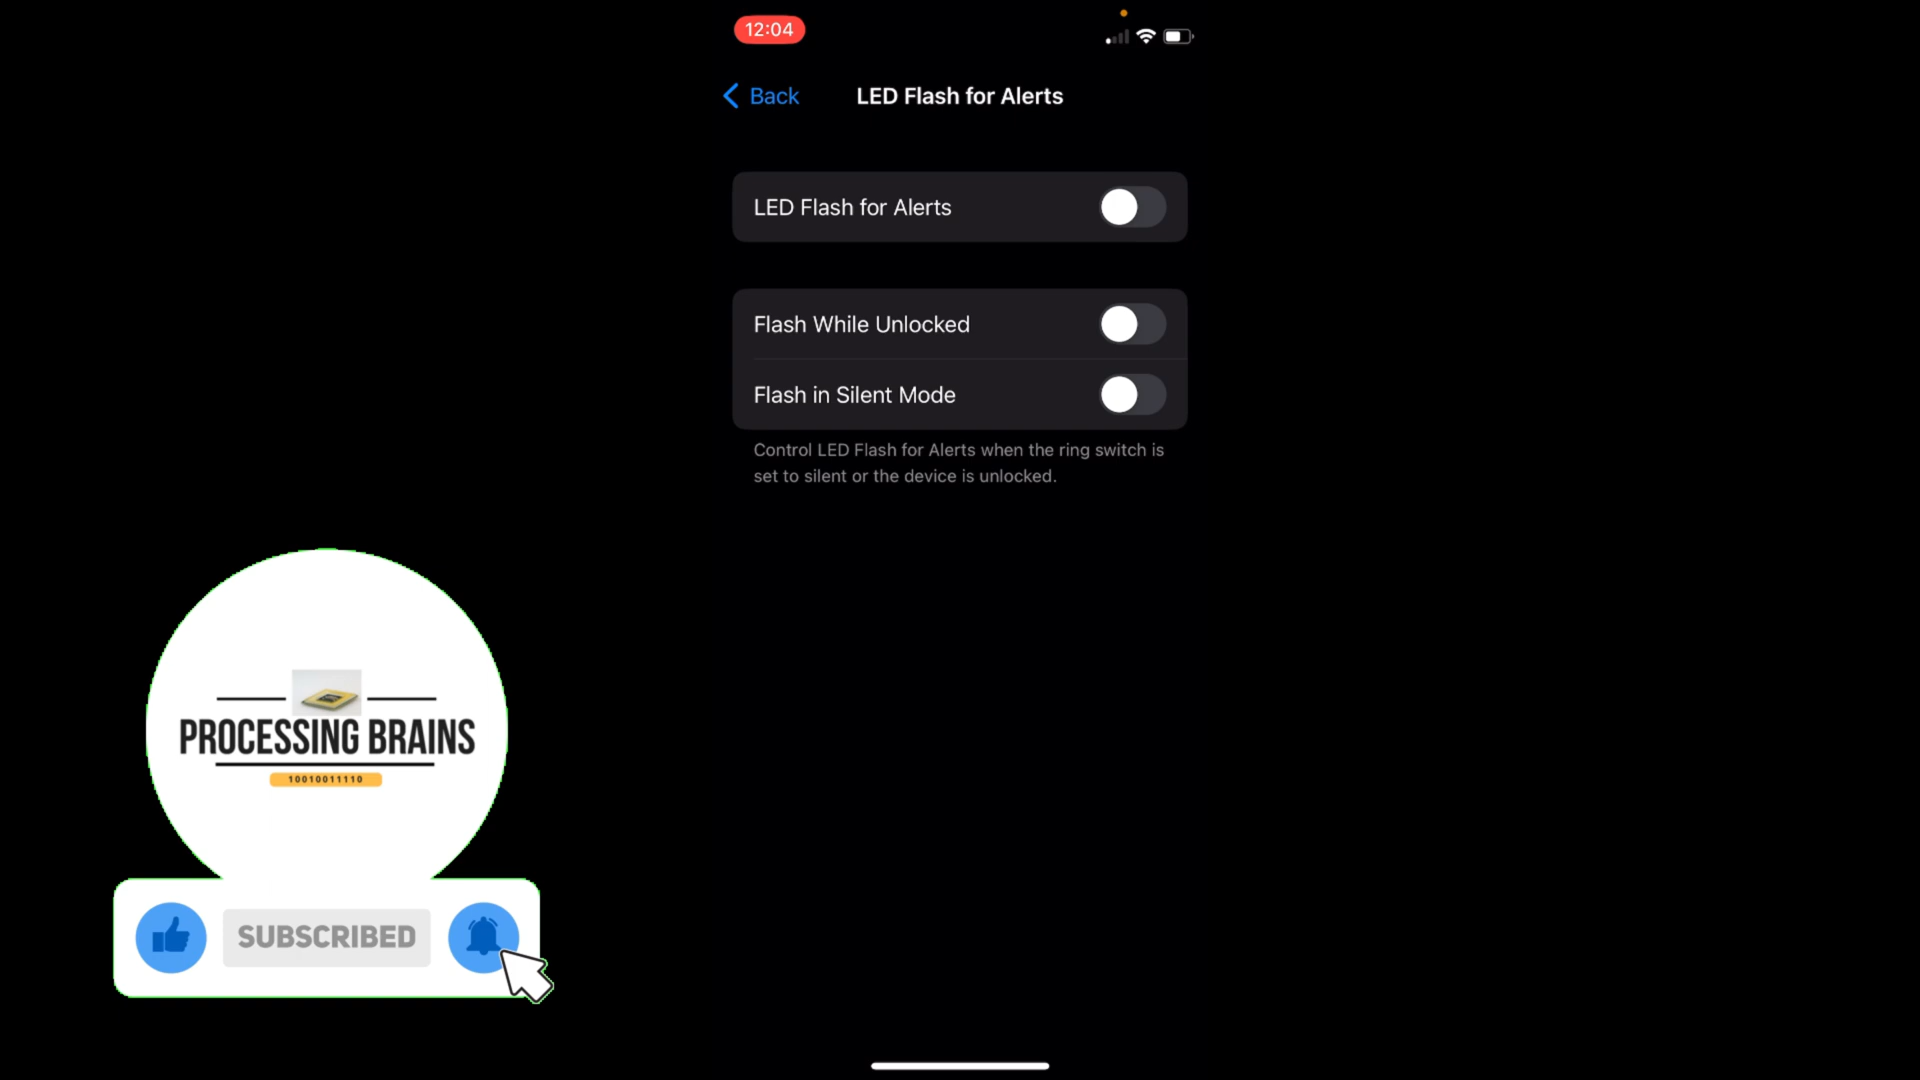 12:04
Back
LED Flash for Alerts
LED Flash for Alerts
Flash While Unlocked
Flash in Silent Mode
Control LED Flash for Alerts when the ring switch is
set to silent or the device is unlocked.
PROCESSING BRAINS
10010011110
SUBSCRIBED